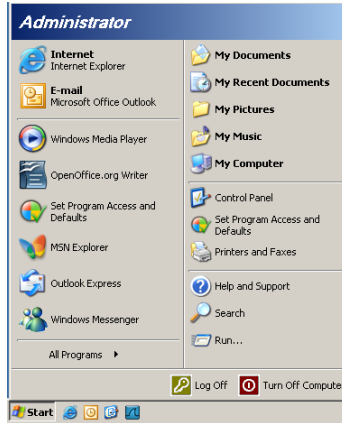 Administrator
Internet
Internet Explorer
E-mail
Microsoft Office Outlook
Windows Media Player
OpenOffice.org Writer
Set Program Access and
Defaults
MSN Explorer
Outlook Express
Windows Messenger
All Programs
My Documents
My Recent Documents
My Pictures
My Music
My Computer
Control Panel
Set Program Access and
Defaults
Printers and Faxes
Help and Support
Search
Run...
Log Off
Turn Off Compute
Start